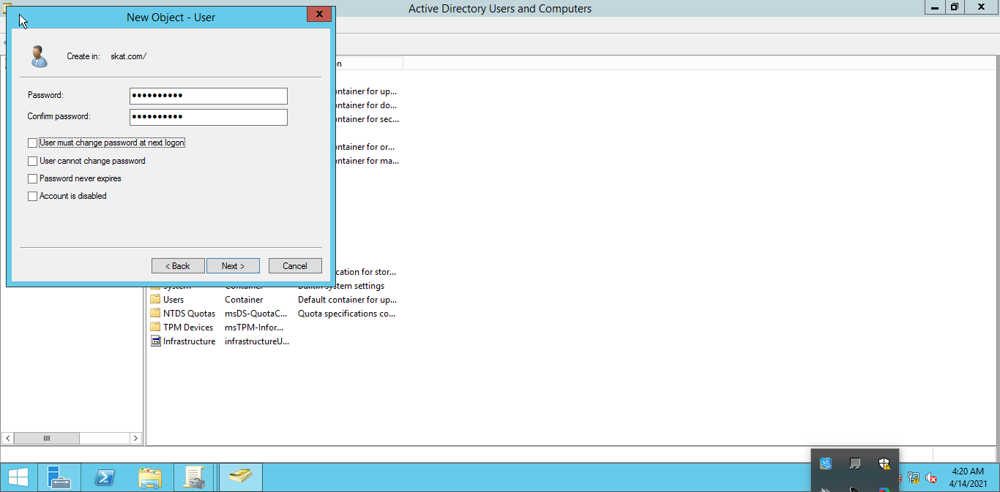 Active Directory Users and Computers
New Object - User
Create in: skat.com/
Password: ••••••••••
Confirm password: ••••••••••
User must change password at next logon
User cannot change password
Password never expires
Account is disabled
< Back Next > Cancel
on
ontainer for up...
ontainer for do...
ontainer for sec...
ontainer for or...
ontainer for ma...
cation for stor...
System Container Builtin system settings
Users Container Default container for up...
NTDS Quotas msDS-QuotaC... Quota specifications co...
TPM Devices msTPM-Infor...
Infrastructure infrastructureU...
4:20 AM
4/14/2021